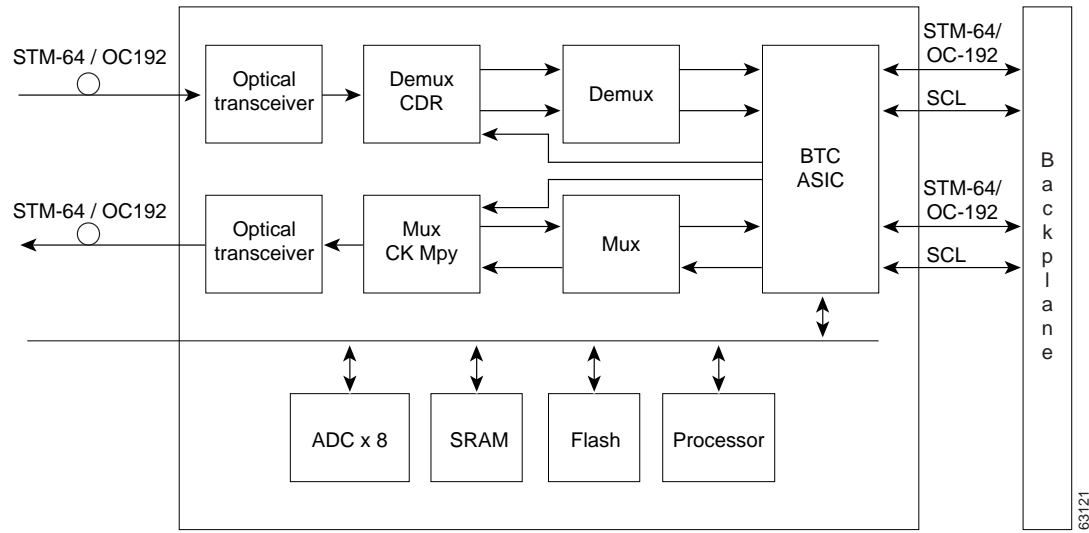 STM-64 / OC192
Optical
transceiver
Demux
CDR
Demux
BTC
ASIC
STM-64/
OC-192
SCL
STM-64 / OC192
Optical
transceiver
Mux
CK Mpy
Mux
STM-64/
OC-192
SCL
Backplane
ADC x 8
SRAM
Flash
Processor
63121